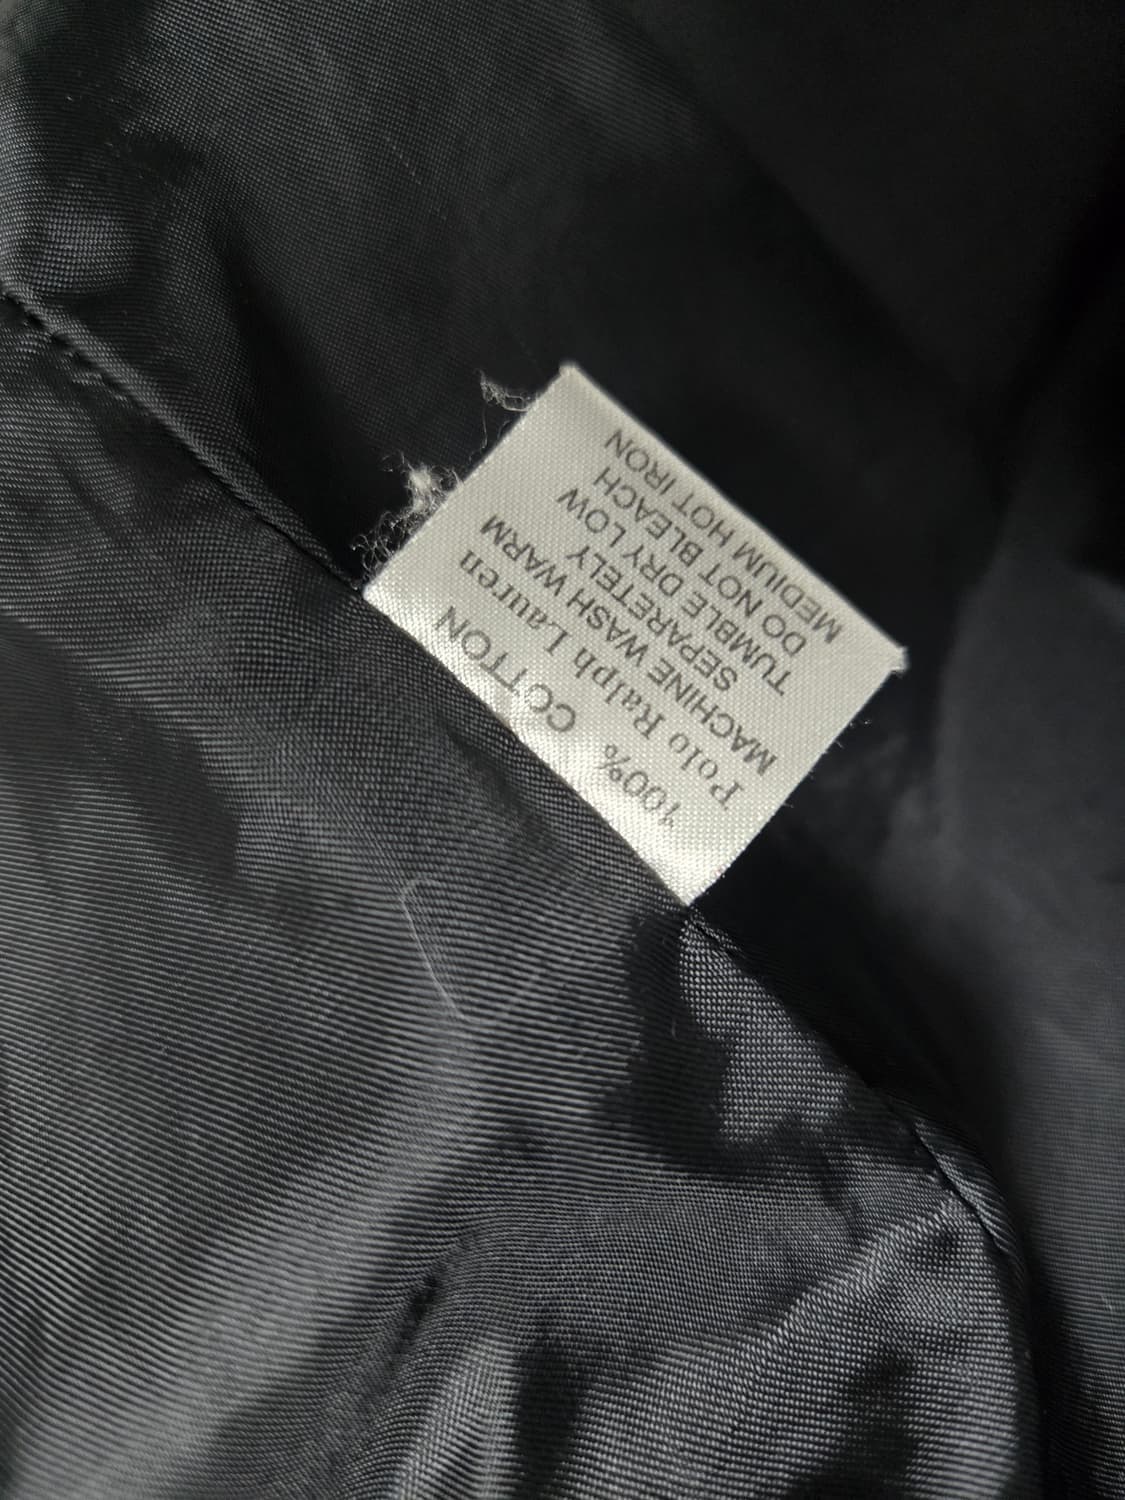 100% COTTON
Polo Ralph Lauren
MACHINE WASH WARM
SEPARETELY
TUMBLE DRY LOW
DO NOT BLEACH
MEDIUM HOT IRON